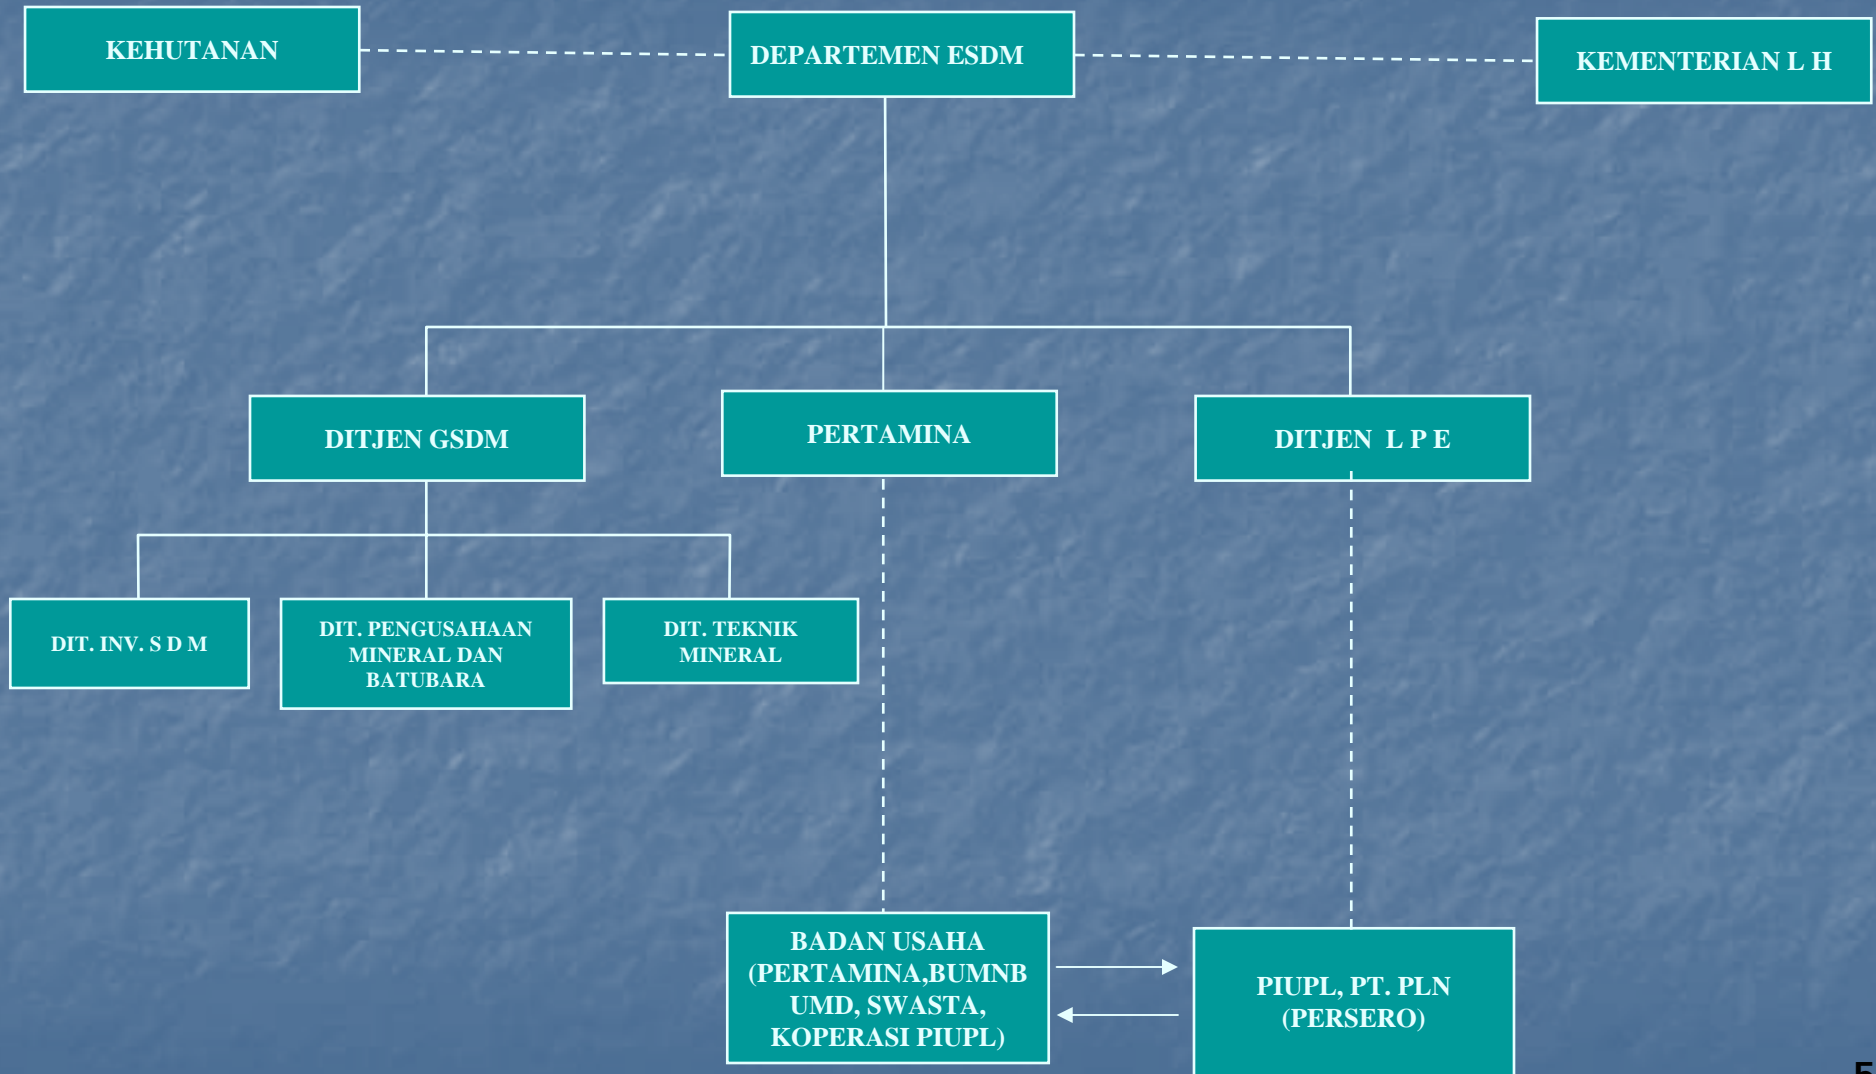 KEHUTANAN
DEPARTEMEN ESDM
KEMENTERIAN L H
DITJEN GSDM
PERTAMINA
DITJEN L P E
DIT. INV. S D M
DIT. PENGUSAHAAN
MINERAL DAN
BATUBARA
DIT. TEKNIK
MINERAL
BADAN USAHA
(PERTAMINA,BUMNB
UMD, SWASTA,
KOPERASI PIUPL)
PIUPL, PT. PLN
(PERSERO)